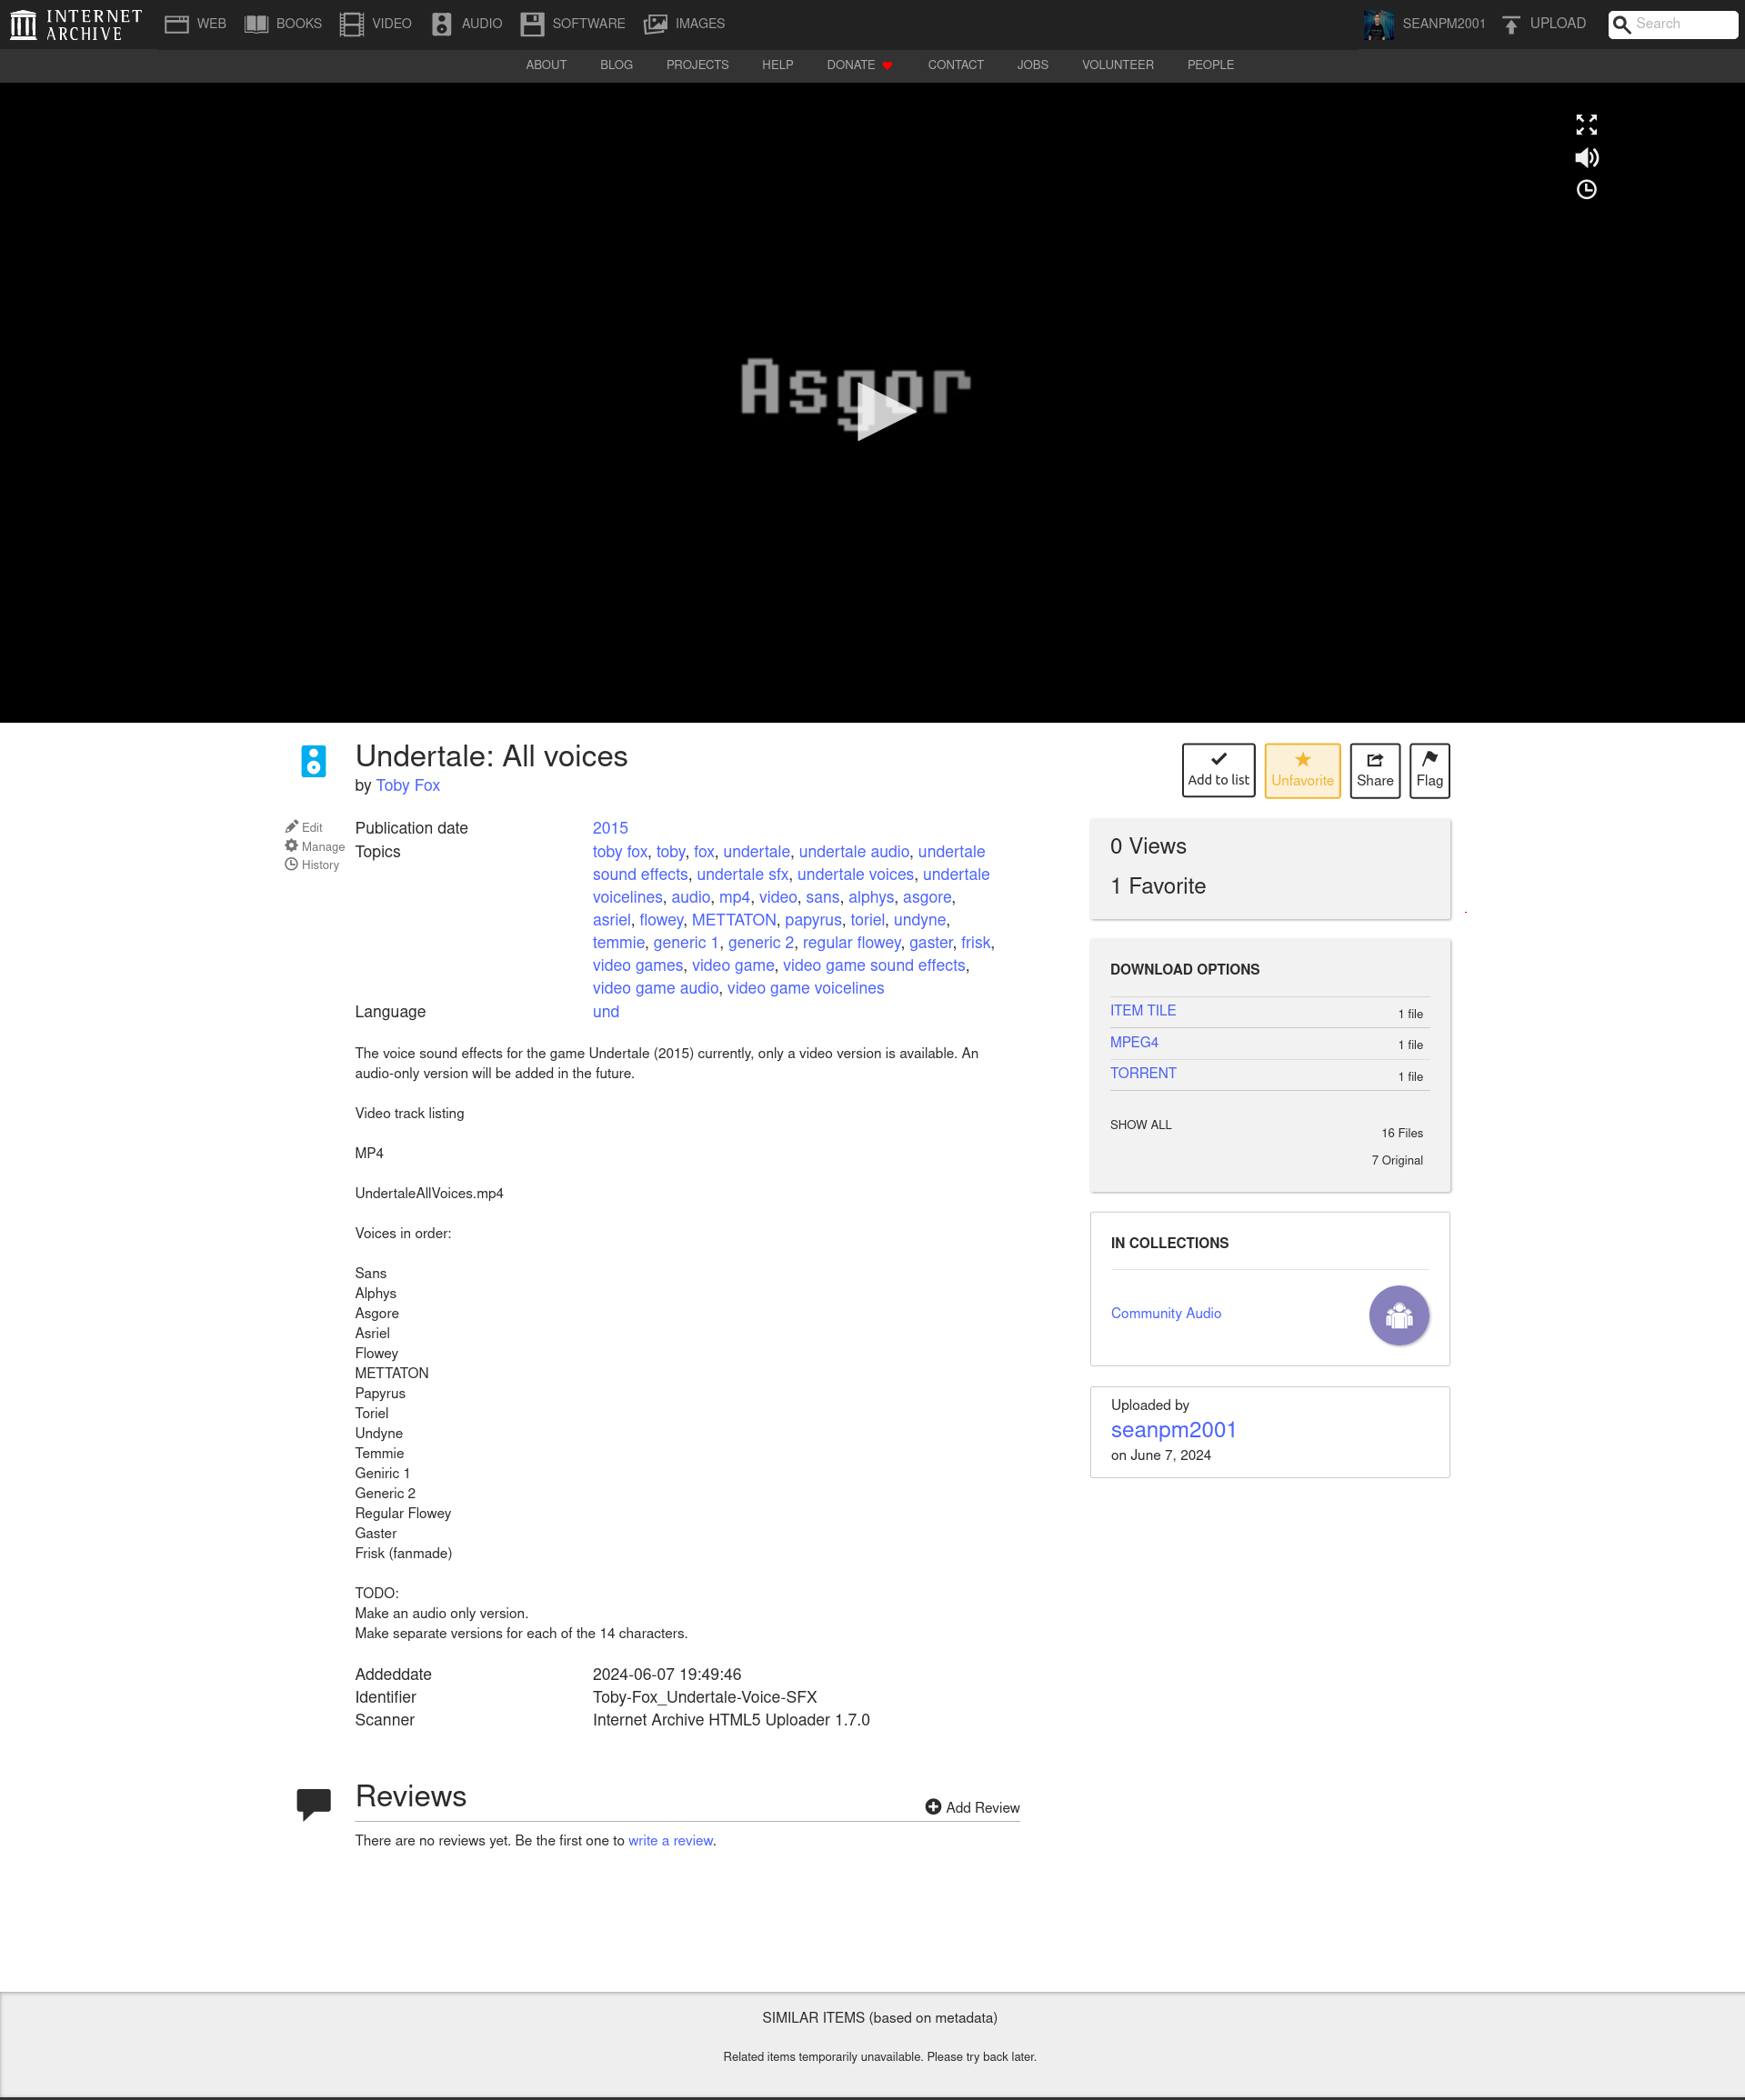 INTERNET
ARCHIVE
WEB BOOKS VIDEO AUDIO SOFTWARE IMAGES SEANPM2001 UPLOAD Search
ABOUT BLOG PROJECTS HELP DONATE CONTACT JOBS VOLUNTEER PEOPLE
Asgor
Undertale: All voices
by Toby Fox
Add to list Unfavorite Share Flag
Edit
Manage
History
Publication date 2015
Topics toby fox, toby, fox, undertale, undertale audio, undertale
sound effects, undertale sfx, undertale voices, undertale
voicelines, audio, mp4, video, sans, alphys, asgore,
asriel, flowey, METTATON, papyrus, toriel, undyne,
temmie, generic 1, generic 2, regular flowey, gaster, frisk,
video games, video game, video game sound effects,
video game audio, video game voicelines
Language und
The voice sound effects for the game Undertale (2015) currently, only a video version is available. An
audio-only version will be added in the future.
Video track listing
MP4
UndertaleAllVoices.mp4
Voices in order:
Sans
Alphys
Asgore
Asriel
Flowey
METTATON
Papyrus
Toriel
Undyne
Temmie
Geniric 1
Generic 2
Regular Flowey
Gaster
Frisk (fanmade)
TODO:
Make an audio only version.
Make separate versions for each of the 14 characters.
Addeddate 2024-06-07 19:49:46
Identifier Toby-Fox_Undertale-Voice-SFX
Scanner Internet Archive HTML5 Uploader 1.7.0
0 Views
1 Favorite
DOWNLOAD OPTIONS
ITEM TILE 1 file
MPEG4 1 file
TORRENT 1 file
SHOW ALL 16 Files
7 Original
IN COLLECTIONS
Community Audio
Uploaded by
seanpm2001
on June 7, 2024
Reviews
Add Review
There are no reviews yet. Be the first one to write a review.
SIMILAR ITEMS (based on metadata)
Related items temporarily unavailable. Please try back later.